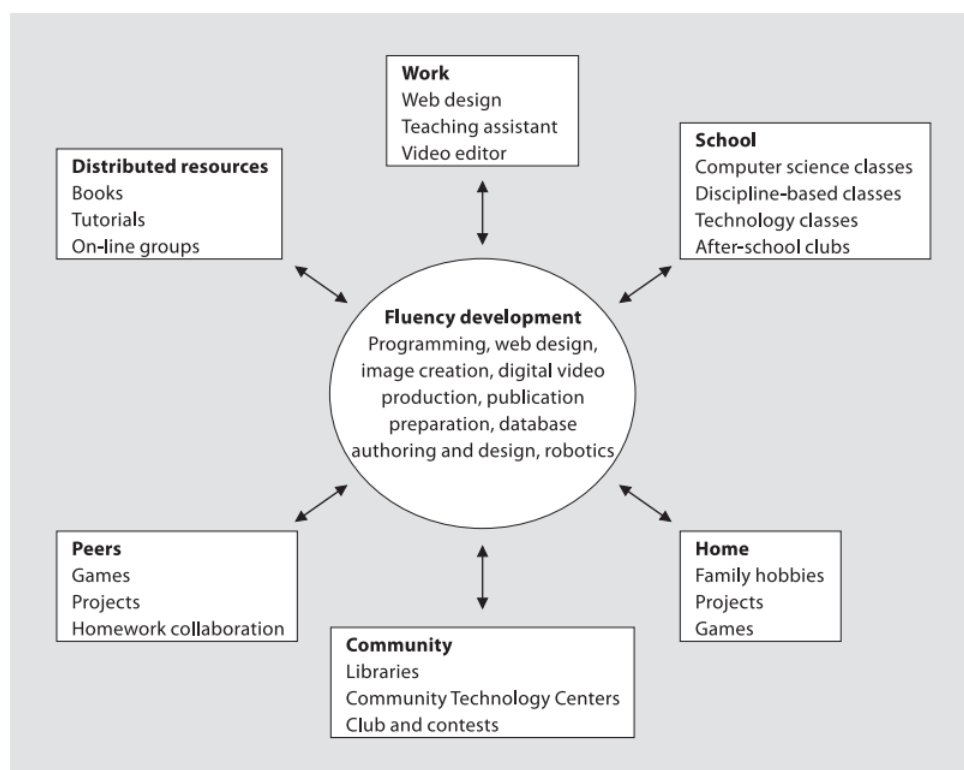 Work
Web design
Teaching assistant
Video editor
School
Computer science classes
Discipline-based classes
Technology classes
After-school clubs
Distributed resources
Books
Tutorials
On-line groups
Fluency development
Programming, web design,
image creation, digital video
production, publication
preparation, database
authoring and design, robotics
Peers
Games
Projects
Homework collaboration
Home
Family hobbies
Projects
Games
Community
Libraries
Community Technology Centers
Club and contests